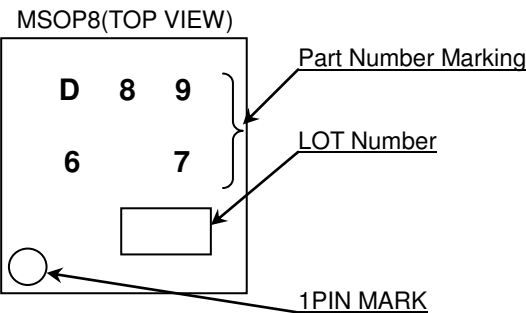 MSOP8(TOP VIEW)
Part Number Marking
D 8 9
LOT Number
6 7
1PIN MARK